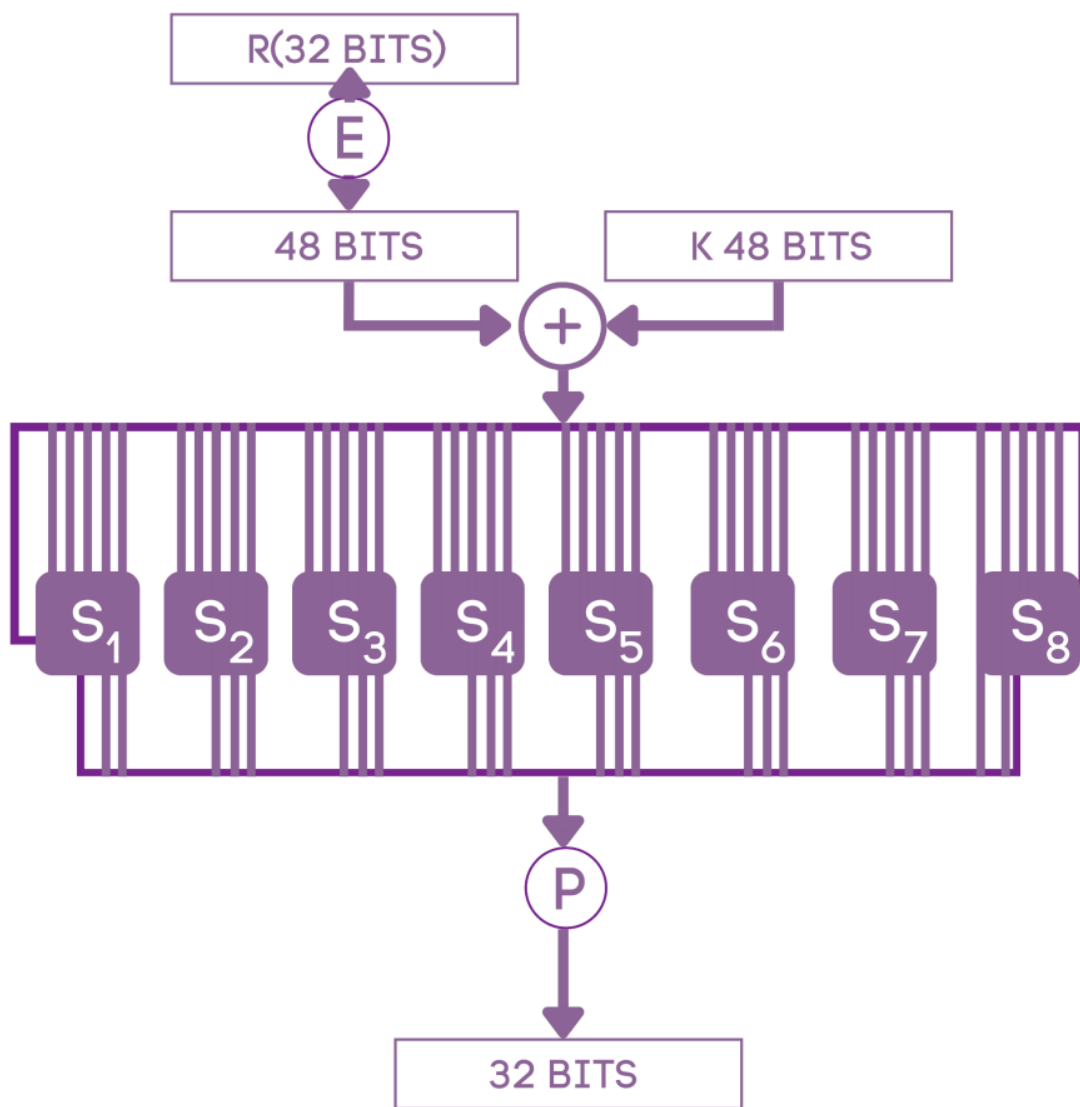 R(32 BITS)
E
48 BITS
K 48 BITS
+
S₁ S₂ S₃ S₄ S₅ S₆ S₇ S₈
P
32 BITS